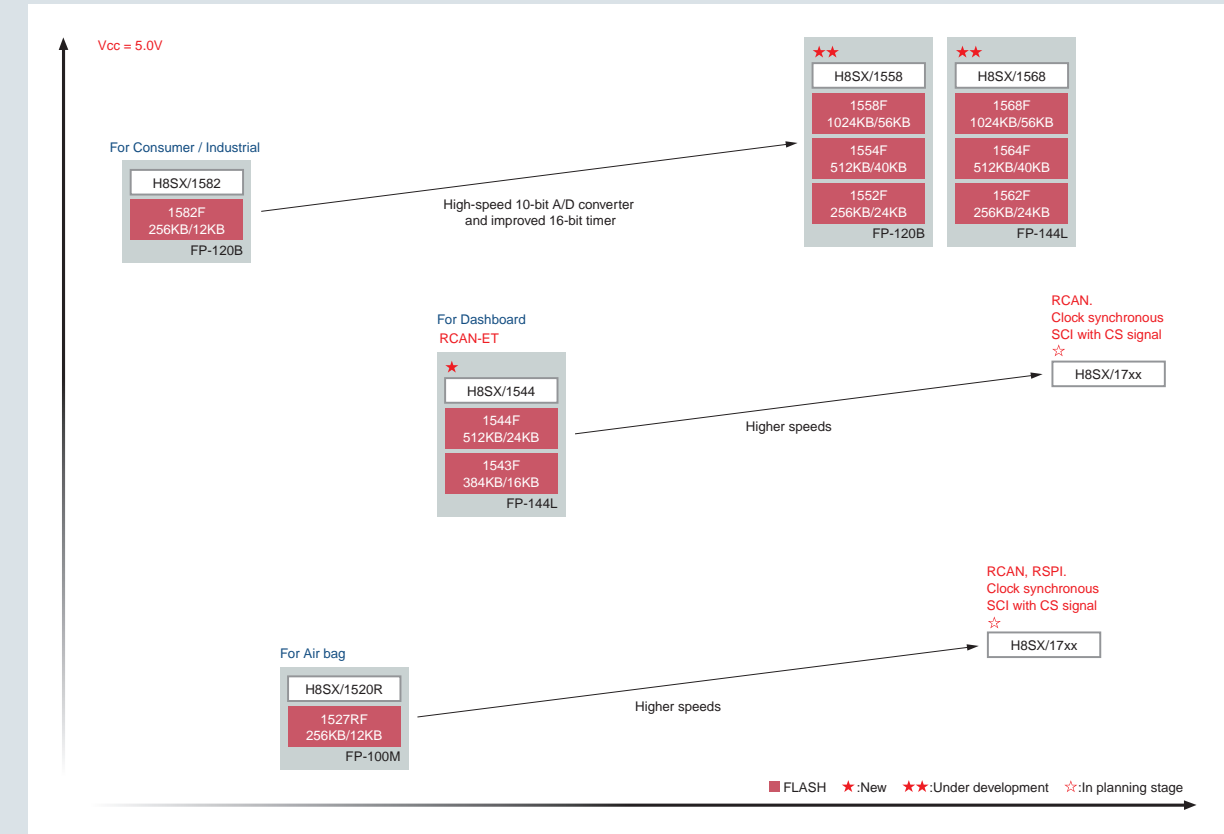 Vcc = 5.0V
For Consumer / Industrial
H8SX/1582
1582F
256KB/12KB
FP-120B
High-speed 10-bit A/D converter
and improved 16-bit timer
★★
H8SX/1558
1558F
1024KB/56KB
1554F
512KB/40KB
1552F
256KB/24KB
FP-120B
★★
H8SX/1568
1568F
1024KB/56KB
1564F
512KB/40KB
1562F
256KB/24KB
FP-144L
For Dashboard
RCAN-ET
★
H8SX/1544
1544F
512KB/24KB
1543F
384KB/16KB
FP-144L
Higher speeds
RCAN.
Clock synchronous
SCI with CS signal
☆
H8SX/17xx
For Air bag
H8SX/1520R
1527RF
256KB/12KB
FP-100M
Higher speeds
RCAN, RSPI.
Clock synchronous
SCI with CS signal
☆
H8SX/17xx
FLASH ★:New ★★:Under development ☆:In planning stage